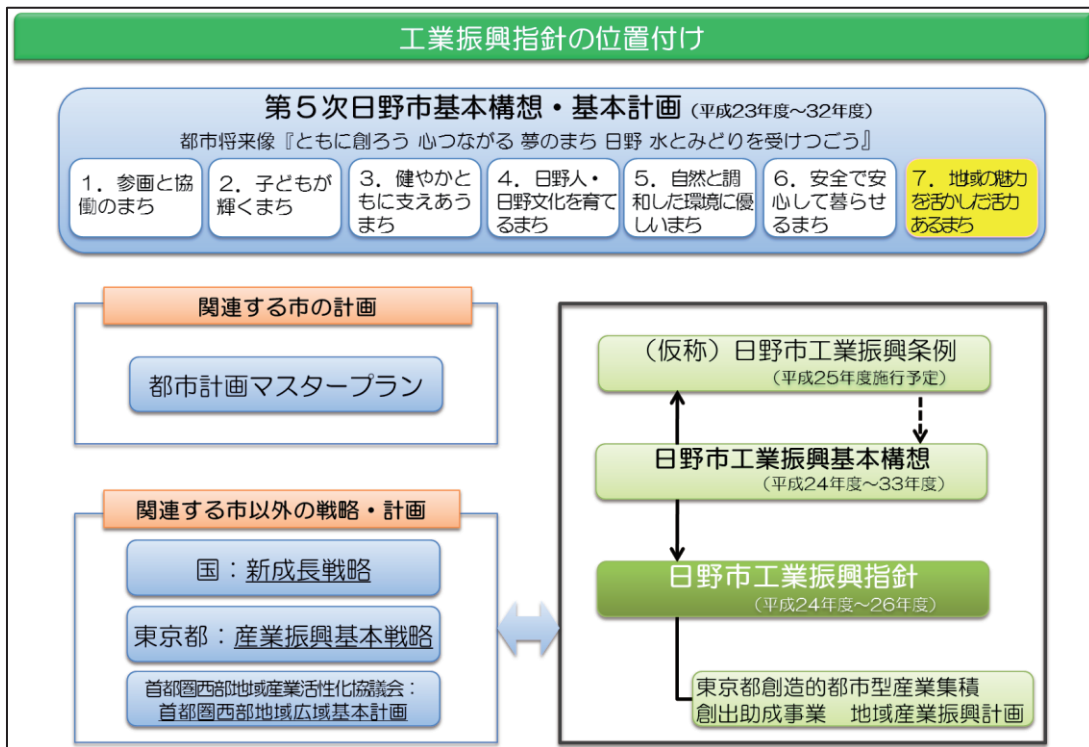 工業振興指針の位置付け
第5次日野市基本構想・基本計画 (平成23年度～32年度)
都市将来像『ともに創ろう 心つながる 夢のまち 日野 水とみどりを受けつごう』
1．参画と協
働のまち
2．子どもが
輝くまち
3．健やかと
もに支えあう
まち
4．日野人・
日野文化を育て
るまち
5．自然と調
和した環境に優
しいまち
6．安全で安
心して暮らせ
るまち
7．地域の魅力
を活かした活力
あるまち
関連する市の計画
都市計画マスタープラン
関連する市以外の戦略・計画
国：新成長戦略
東京都：産業振興基本戦略
首都圏西部地域産業活性化協議会：
首都圏西部地域広域基本計画
（仮称）日野市工業振興条例
（平成25年度施行予定）
日野市工業振興基本構想
（平成24年度～33年度）
日野市工業振興指針
（平成24年度～26年度）
東京都創造的都市型産業集積
創出助成事業　地域産業振興計画